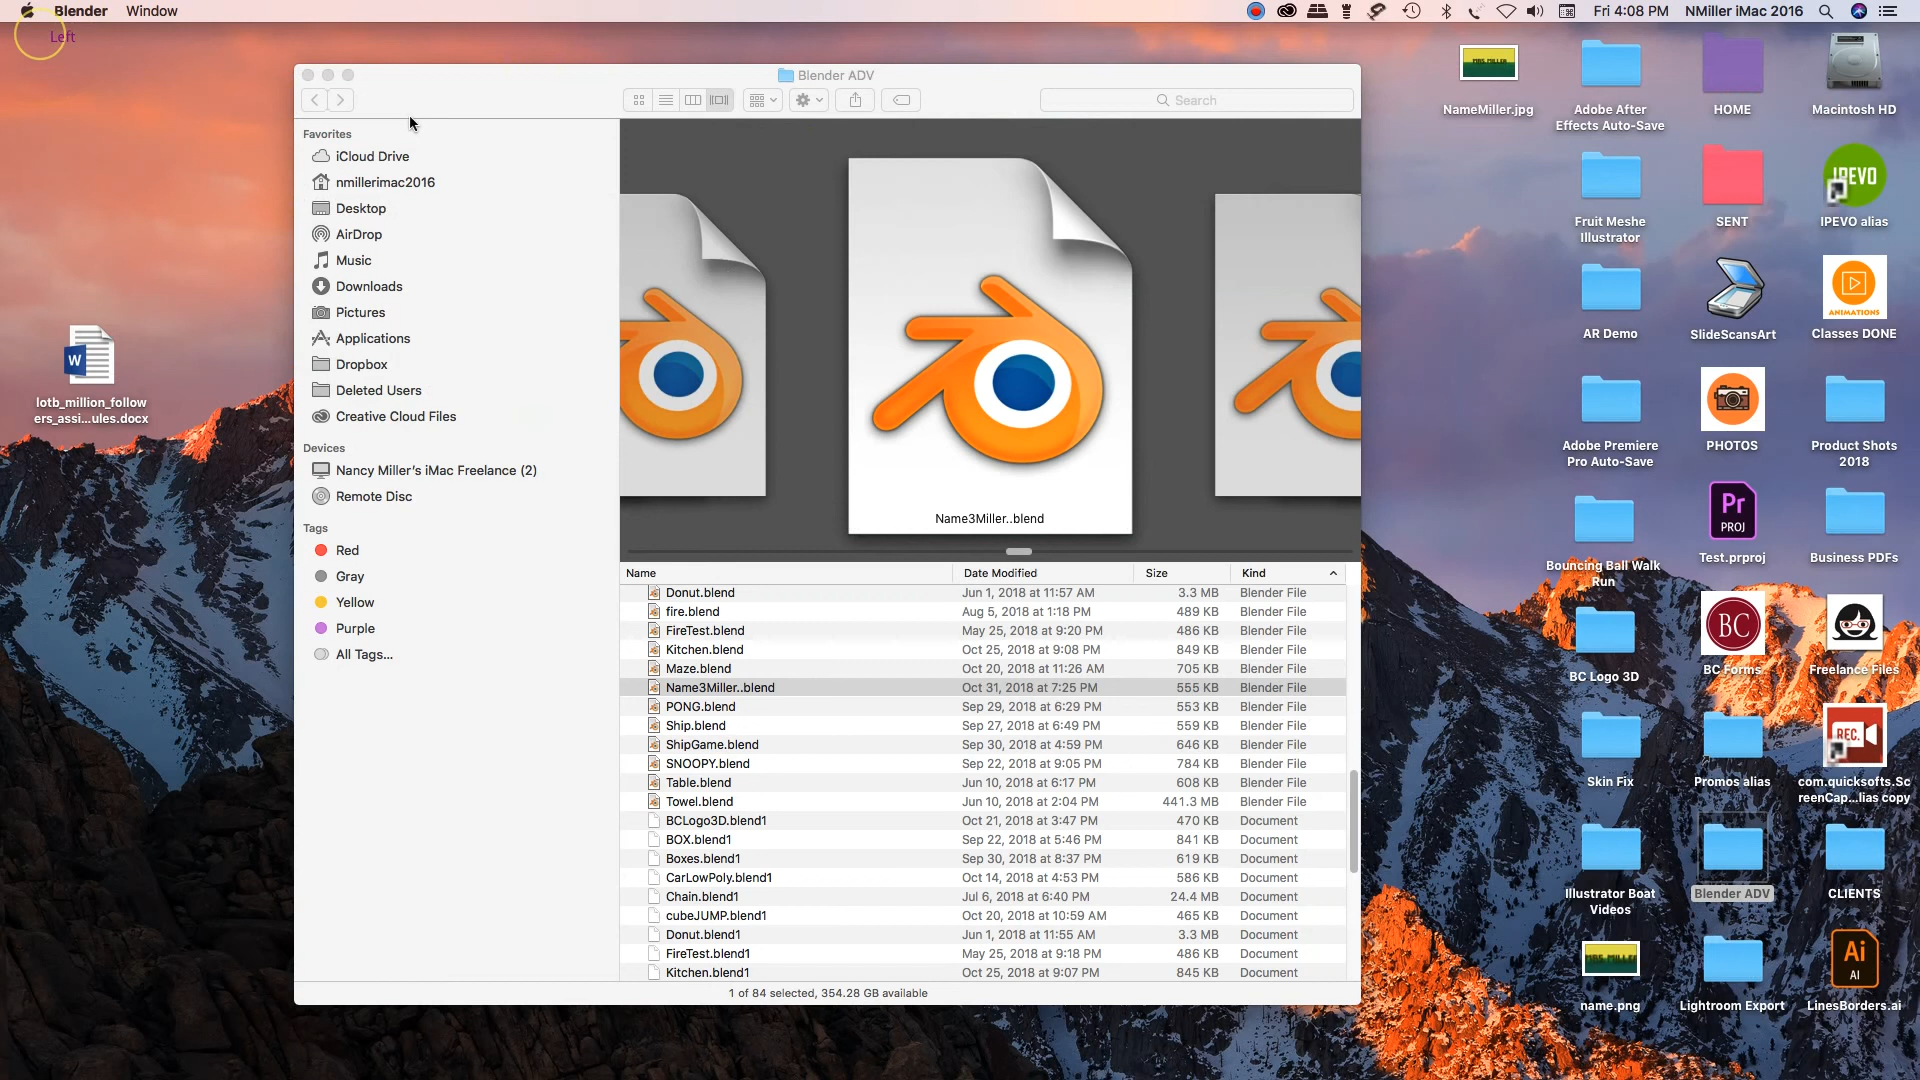 Blender Window
Fri 4:08 PM NMiller iMac 2016
Left
Blender ADV
Search
Favorites
iCloud Drive
nmillerimac2016
Desktop
AirDrop
Music
Downloads
Pictures
Applications
Dropbox
Deleted Users
Creative Cloud Files
Devices
Nancy Miller's iMac Freelance (2)
Remote Disc
Tags
Red
Gray
Yellow
Purple
All Tags...
Name3Miller..blend
Name Date Modified Size Kind
Donut.blend Jun 1, 2018 at 11:57 AM 3.3 MB Blender File
fire.blend Aug 5, 2018 at 1:18 PM 489 KB Blender File
FireTest.blend May 25, 2018 at 9:20 PM 486 KB Blender File
Kitchen.blend Oct 25, 2018 at 9:08 PM 849 KB Blender File
Maze.blend Oct 20, 2018 at 11:26 AM 705 KB Blender File
Name3Miller..blend Oct 31, 2018 at 7:25 PM 555 KB Blender File
PONG.blend Sep 29, 2018 at 6:29 PM 553 KB Blender File
Ship.blend Sep 27, 2018 at 6:49 PM 559 KB Blender File
ShipGame.blend Sep 30, 2018 at 4:59 PM 646 KB Blender File
SNOOPY.blend Sep 22, 2018 at 9:05 PM 784 KB Blender File
Table.blend Jun 10, 2018 at 6:17 PM 608 KB Blender File
Towel.blend Jun 10, 2018 at 2:04 PM 441.3 MB Blender File
BCLogo3D.blend1 Oct 21, 2018 at 3:47 PM 470 KB Document
BOX.blend1 Sep 22, 2018 at 5:46 PM 841 KB Document
Boxes.blend1 Sep 30, 2018 at 8:37 PM 619 KB Document
CarLowPoly.blend1 Oct 14, 2018 at 4:53 PM 586 KB Document
Chain.blend1 Jul 6, 2018 at 6:40 PM 24.4 MB Document
cubeJUMP.blend1 Oct 20, 2018 at 10:59 AM 465 KB Document
Donut.blend1 Jun 1, 2018 at 11:55 AM 3.3 MB Document
FireTest.blend1 May 25, 2018 at 9:18 PM 486 KB Document
Kitchen.blend1 Oct 25, 2018 at 9:07 PM 845 KB Document
1 of 84 selected, 354.28 GB available
W
lotb_million_follow
ers_assi...ules.docx
MRS. MILLER
NameMiller.jpg
Adobe After
Effects Auto-Save
HOME
Macintosh HD
Fruit Meshe
Illustrator
SENT
IPEVO
IPEVO alias
AR Demo
SlideScansArt
ANIMATIONS
Classes DONE
Adobe Premiere
Pro Auto-Save
PHOTOS
Product Shots
2018
Bouncing Ball Walk
Run
Pr
PROJ
Test.prproj
Business PDFs
BC Logo 3D
BC
BC Forms
Freelance Files
Skin Fix
Promos alias
REC.
com.quicksofts.Sc
reenCap...lias copy
Illustrator Boat
Videos
Blender ADV
CLIENTS
MRS. MILLER
name.png
Lightroom Export
Ai
AI
LinesBorders.ai